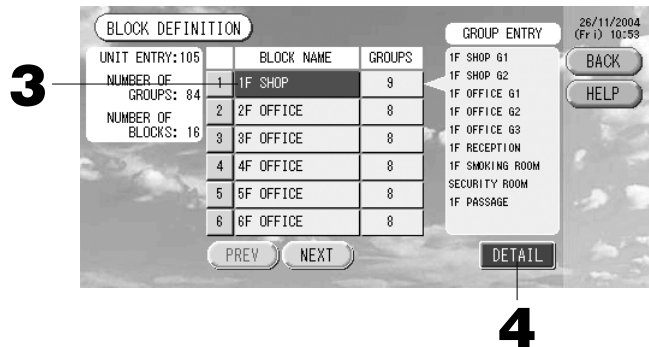 BLOCK DEFINITION
26/11/2004
(Fri) 10:53
UNIT ENTRY:105
NUMBER OF
GROUPS: 84
NUMBER OF
BLOCKS: 16
BLOCK NAME GROUPS
1 1F SHOP 9
2 2F OFFICE 8
3 3F OFFICE 8
4 4F OFFICE 8
5 5F OFFICE 8
6 6F OFFICE 8
PREV NEXT
GROUP ENTRY
1F SHOP G1
1F SHOP G2
1F OFFICE G1
1F OFFICE G2
1F OFFICE G3
1F RECEPTION
1F SMOKING ROOM
SECURITY ROOM
1F PASSAGE
DETAIL
BACK
HELP
3
4